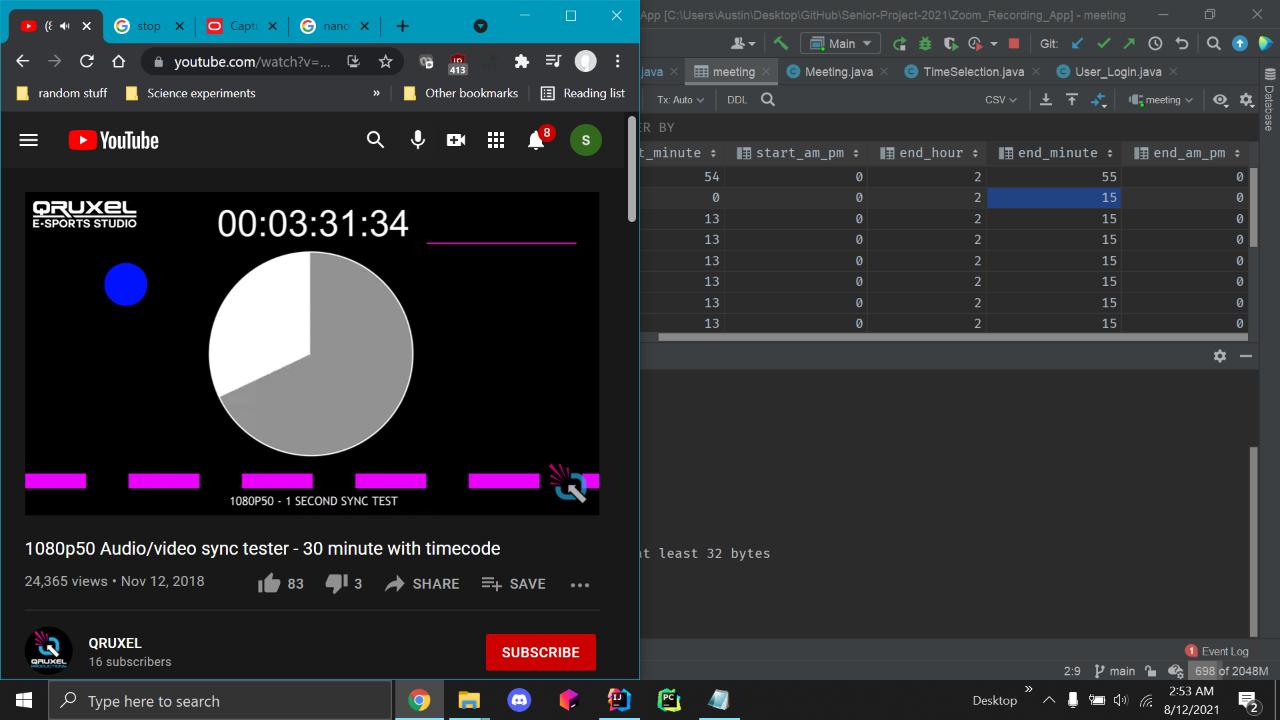 stop
Capt
nano
youtube.com/watch?v=...
413
random stuff
Science experiments
»
Other bookmarks
Reading list
YouTube
8
S
QRUXEL
E-SPORTS STUDIO
00:03:31:34
1080P50 - 1 SECOND SYNC TEST
1080p50 Audio/video sync tester - 30 minute with timecode
24,365 views • Nov 12, 2018
83
3
SHARE
SAVE
QRUXEL
16 subscribers
SUBSCRIBE
App [C:\Users\Austin\Desktop\GitHub\Senior-Project-2021\Zoom_Recording_App] - meeting
Main
Git:
java
meeting
Meeting.java
TimeSelection.java
User_Login.java
Tx: Auto
DDL
CSV
meeting
Database
ER BY
t_minute start_am_pm end_hour end_minute end_am_pm
54 0 2 55 0
0 0 2 15 0
13 0 2 15 0
13 0 2 15 0
13 0 2 15 0
13 0 2 15 0
13 0 2 15 0
13 0 2 15 0
at least 32 bytes
1 Event Log
2:9 main 698 of 2048M
Type here to search
Desktop
»
2:53 AM
8/12/2021
2